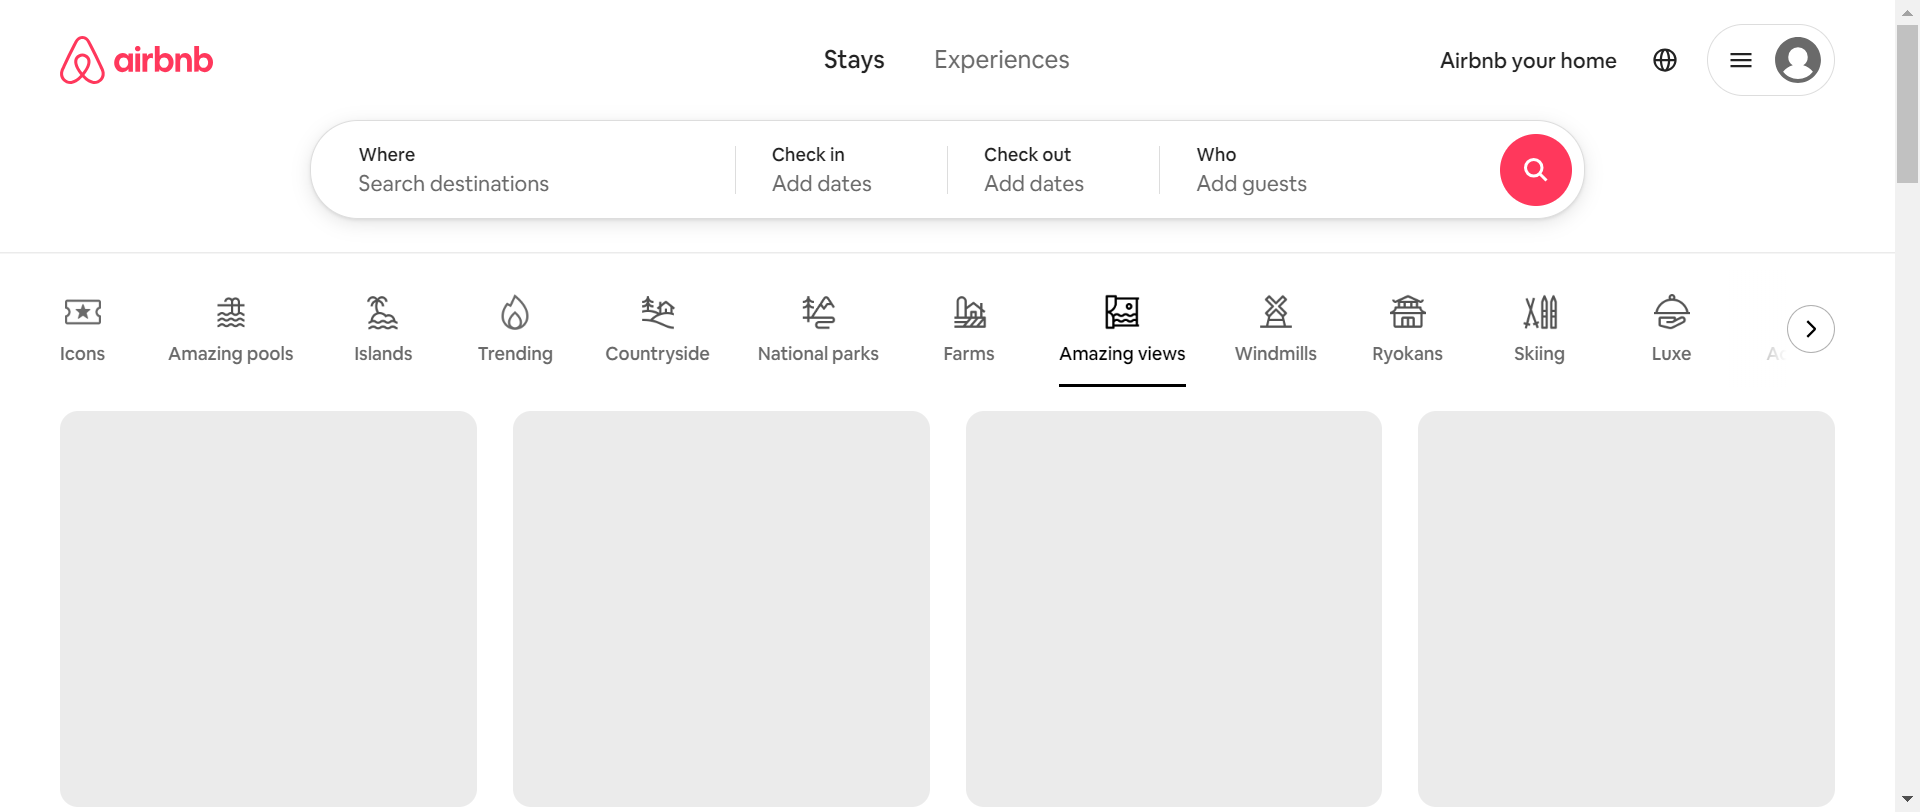 airbnb
Stays
Experiences
Airbnb your home
Where
Search destinations
Check in
Add dates
Check out
Add dates
Who
Add guests
Icons
Amazing pools
Islands
Trending
Countryside
National parks
Farms
Amazing views
Windmills
Ryokans
Skiing
Luxe